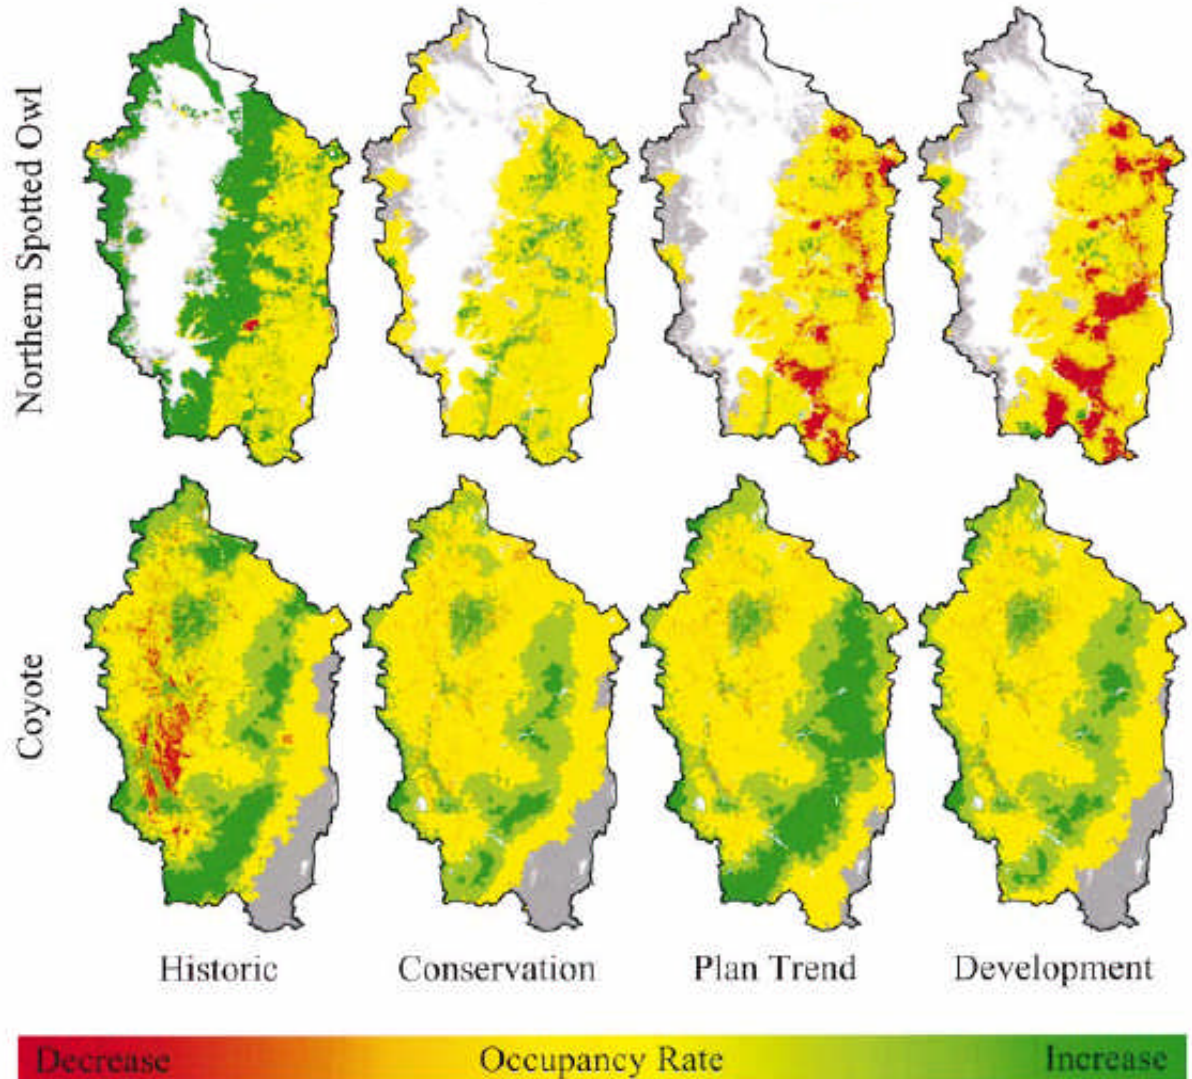 Northern Spotted Owl
Coyote
Historic Conservation Plan Trend Development
Decrease Occupancy Rate Increase